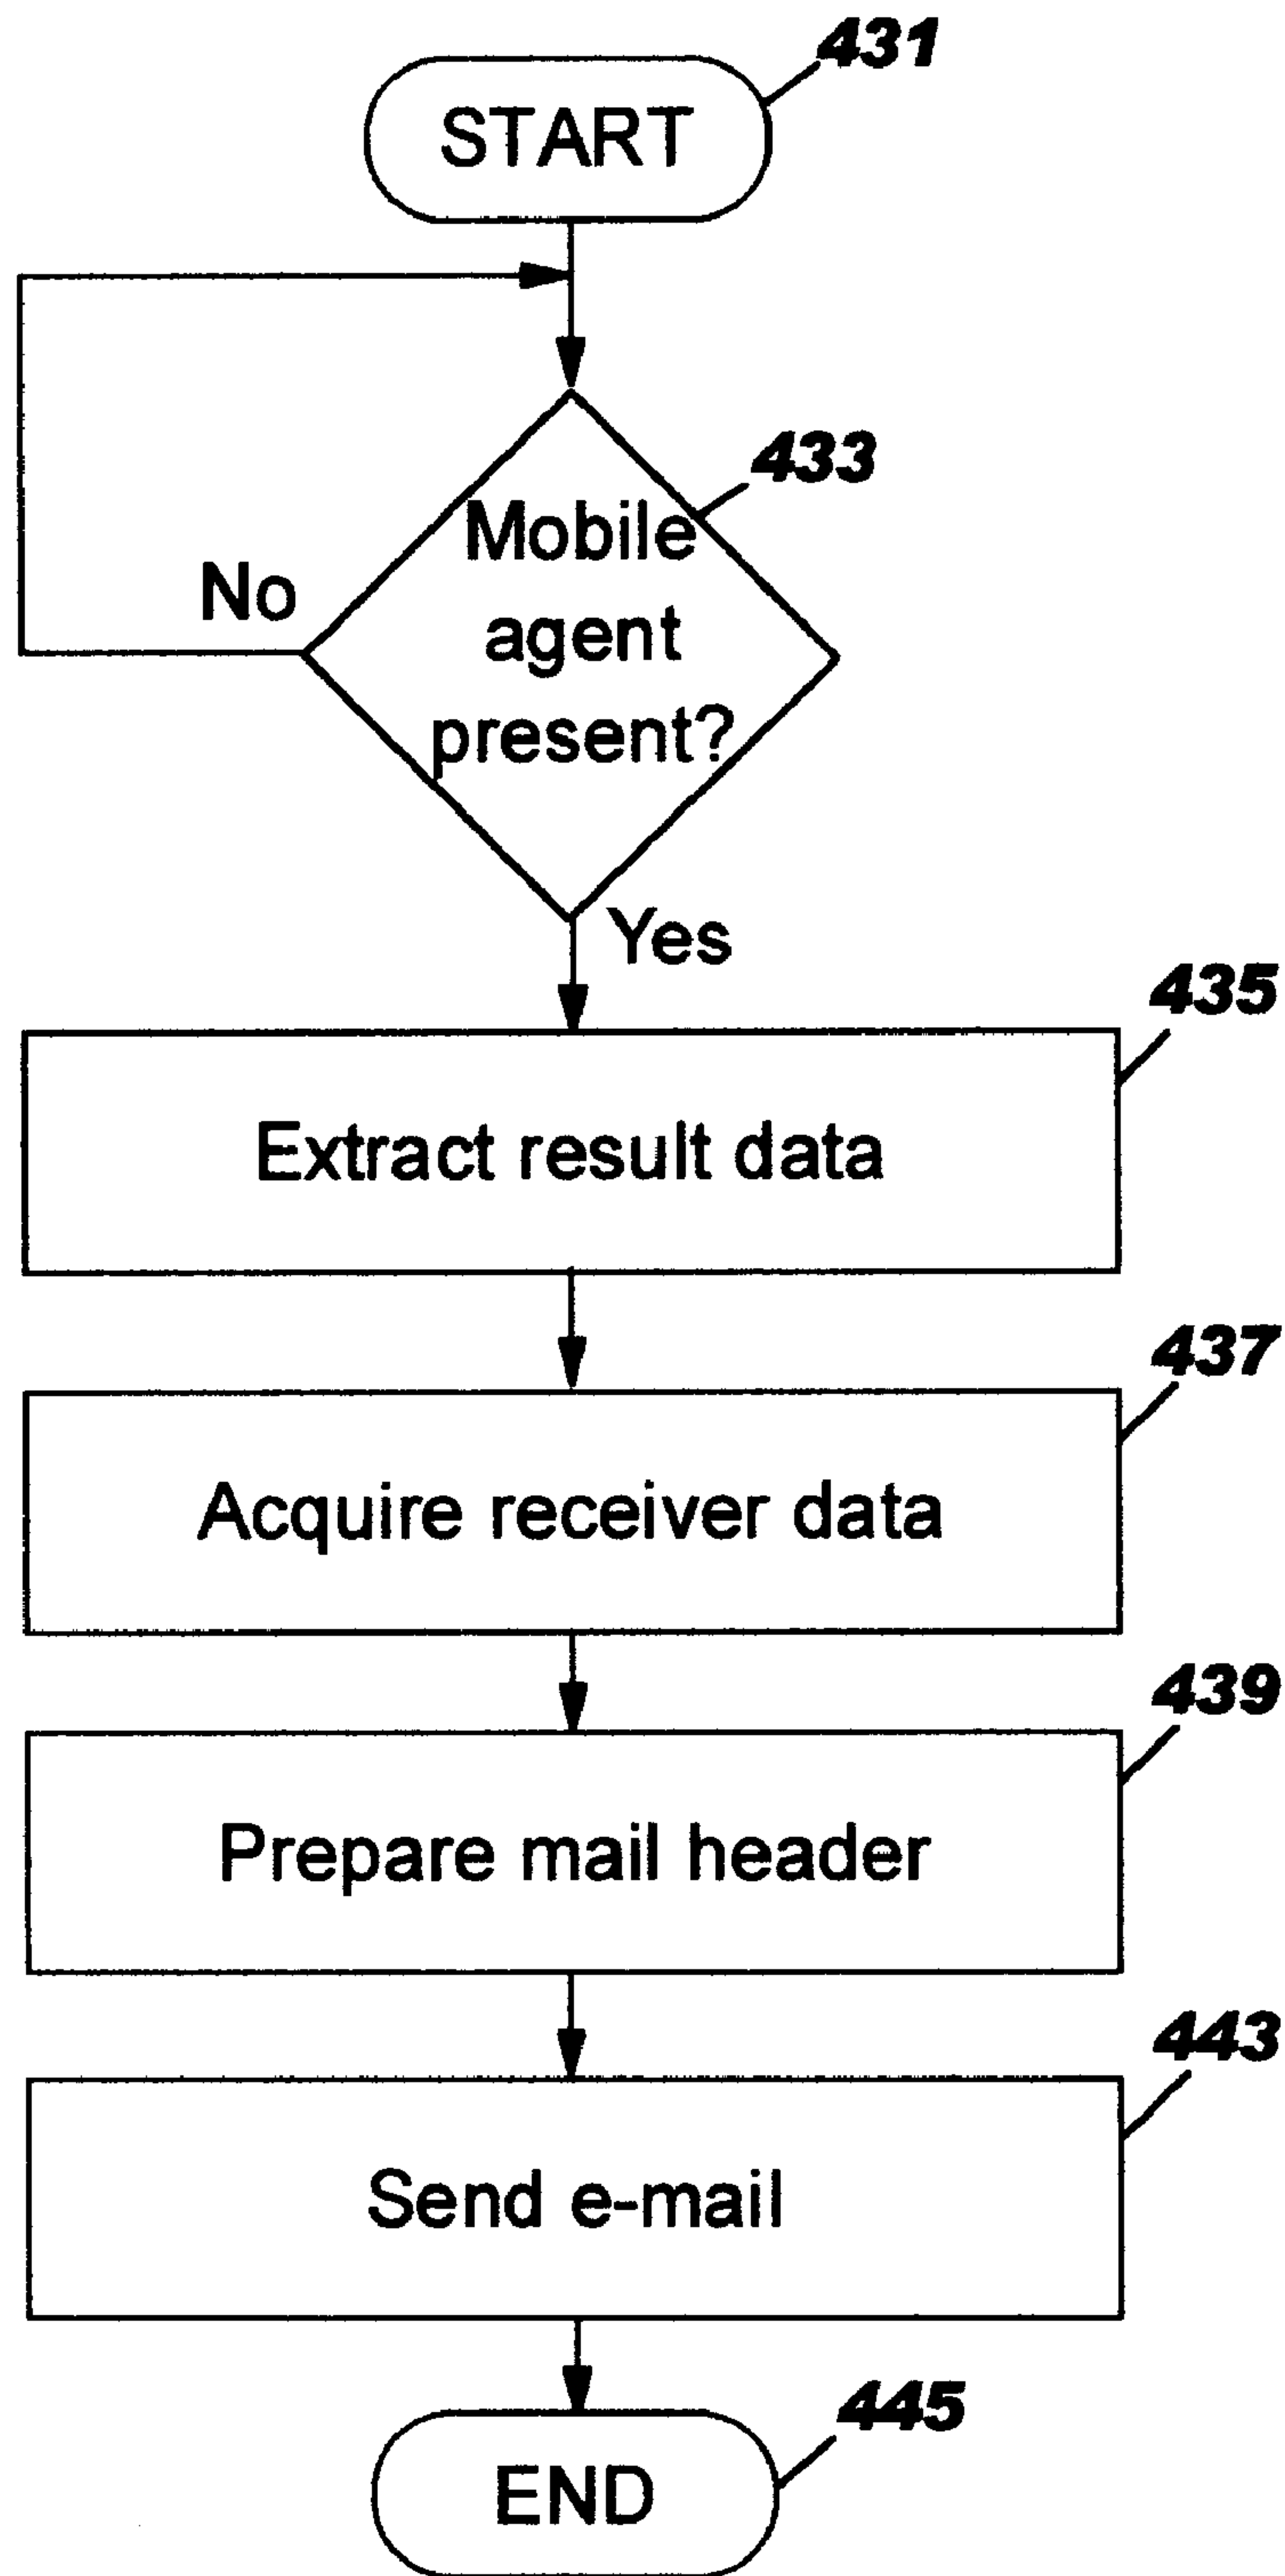 431
START
433
Mobile
agent
present?
No
Yes
435
Extract result data
437
Acquire receiver data
439
Prepare mail header
443
Send e-mail
445
END